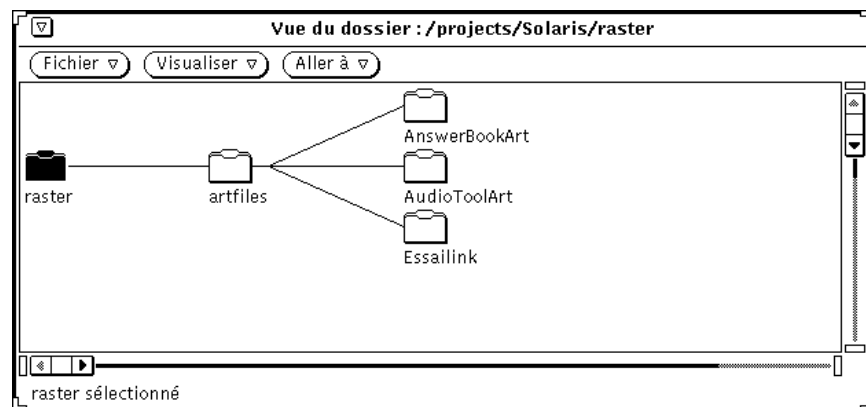 Vue du dossier : /projects/Solaris/raster
Fichier Visualiser Aller à
AnswerBookArt
raster artfiles AudioToolArt
Essailink
raster sélectionné